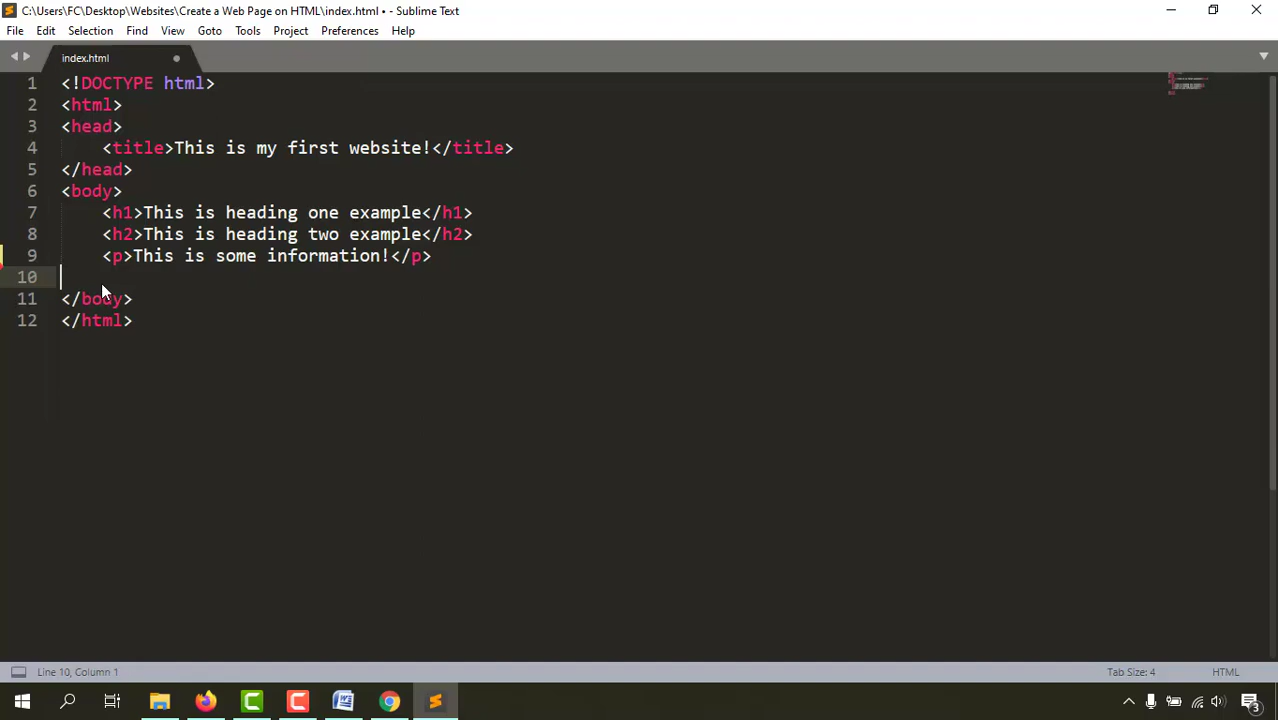 C:\Users\FC\Desktop\Websites\Create a Web Page on HTML\index.html • - Sublime Text
File Edit Selection Find View Goto Tools Project Preferences Help
index.html
1 <!DOCTYPE html>
2 <html>
3 <head>
4 <title>This is my first website!</title>
5 </head>
6 <body>
7 <h1>This is heading one example</h1>
8 <h2>This is heading two example</h2>
9 <p>This is some information!</p>
10
11 </body>
12 </html>
Line 10, Column 1 Tab Size: 4 HTML
3